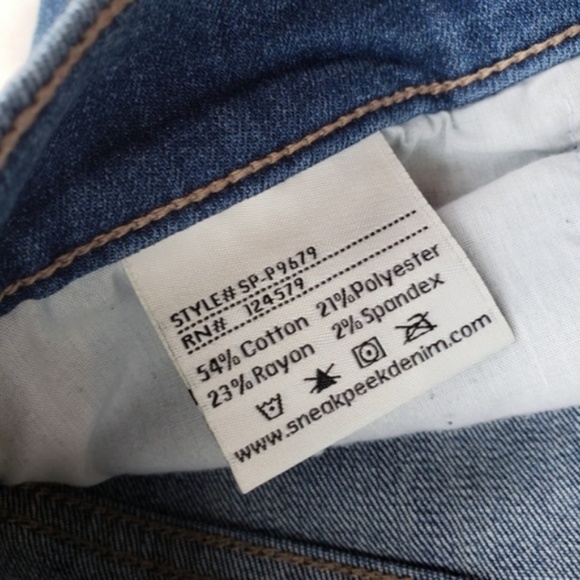 STYLE# SP-P9679
RN# 124579
54% Cotton 21% Polyester
23% Rayon 2% Spandex
www.sneakpeekdenim.com